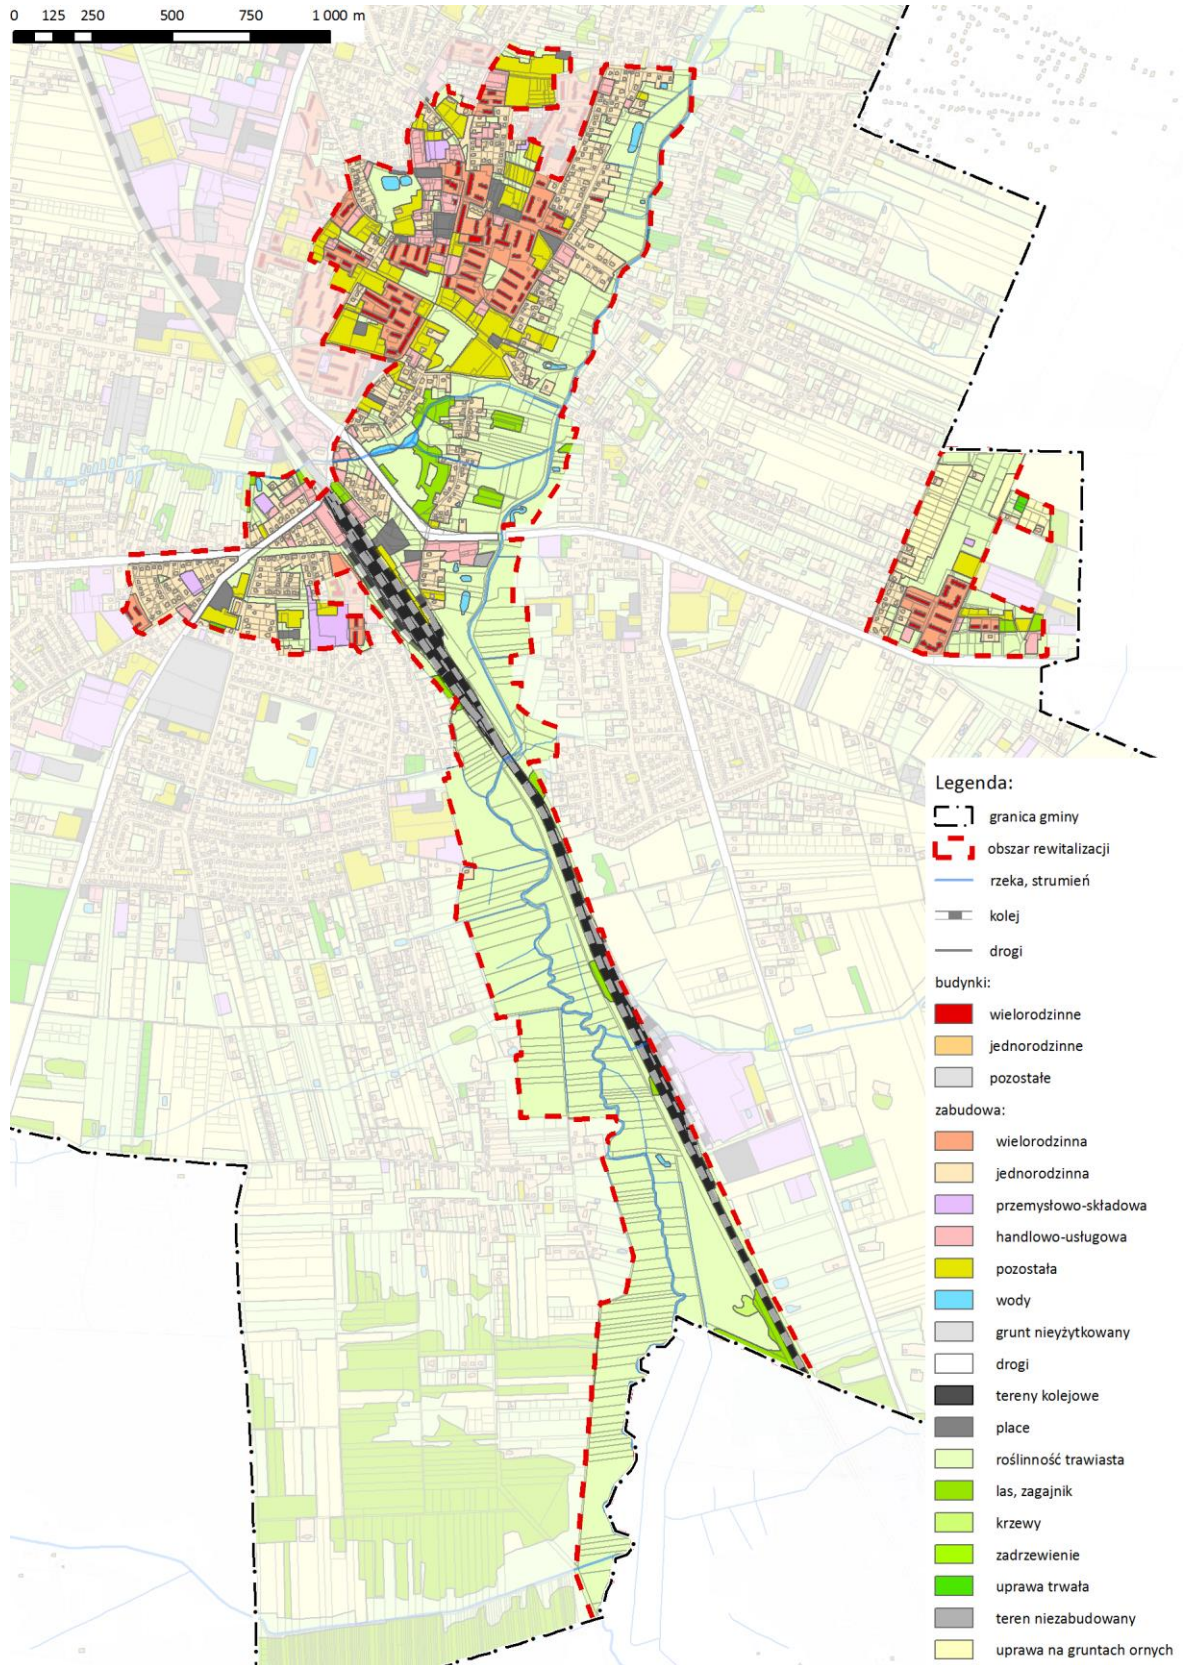 0 125 250 500 750 1 000 m
Legenda:
granica gminy
obszar rewitalizacji
rzeka, strumień
kolej
drogi
budynki:
wielorodzinne
jednorodzinne
pozostałe
zabudowa:
wielorodzinna
jednorodzinna
przemysłowo-składowa
handlowo-usługowa
pozostała
wody
grunt nieyżytkowany
drogi
tereny kolejowe
place
roślinność trawiasta
las, zagajnik
krzewy
zadrzewienie
uprawa trwała
teren niezabudowany
uprawa na gruntach ornych